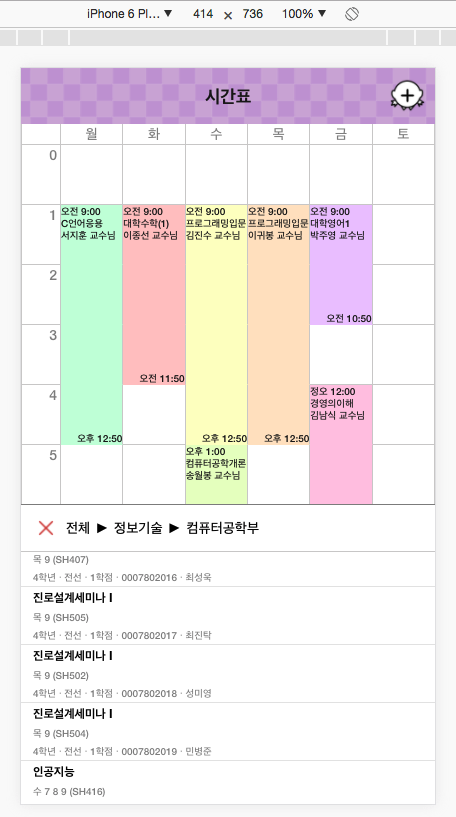 iPhone 6 Pl... ▼ 414 × 736 100% ▼
시간표
월 화 수 목 금 토
0
1
오전 9:00
C언어응용
서지훈 교수님
오후 12:50
오전 9:00
대학수학(1)
이종선 교수님
오전 11:50
오전 9:00
프로그래밍입문
김진수 교수님
오후 12:50
오전 9:00
프로그래밍입문
이귀봉 교수님
오후 12:50
오전 9:00
대학영어1
박주영 교수님
오전 10:50
2
3
4
정오 12:00
경영의이해
김남식 교수님
5
오후 1:00
컴퓨터공학개론
송월봉 교수님
전체 ▶ 정보기술 ▶ 컴퓨터공학부
목 9 (SH407)
4학년 · 전선 · 1학점 · 0007802016 · 최성욱
진로설계세미나 I
목 9 (SH505)
4학년 · 전선 · 1학점 · 0007802017 · 최진탁
진로설계세미나 I
목 9 (SH502)
4학년 · 전선 · 1학점 · 0007802018 · 성미영
진로설계세미나 I
목 9 (SH504)
4학년 · 전선 · 1학점 · 0007802019 · 민병준
인공지능
수 7 8 9 (SH416)